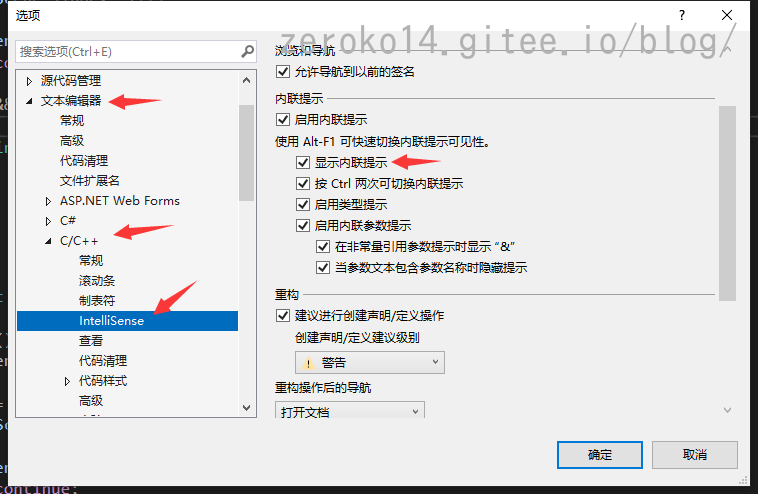 选项
?
zeroko14.gitee.io/blog/
搜索选项(Ctrl+E)
源代码管理
文本编辑器
常规
高级
代码清理
文件扩展名
ASP.NET Web Forms
C#
C/C++
常规
滚动条
制表符
IntelliSense
查看
代码清理
代码样式
高级
浏览和导航
允许导航到以前的签名
内联提示
启用内联提示
使用 Alt-F1 可快速切换内联提示可见性。
显示内联提示
按 Ctrl 两次可切换内联提示
启用类型提示
启用内联参数提示
在非常量引用参数提示时显示 “&”
当参数文本包含参数名称时隐藏提示
重构
建议进行创建声明/定义操作
创建声明/定义建议级别
警告
重构操作后的导航
打开文档
确定
取消
continue;